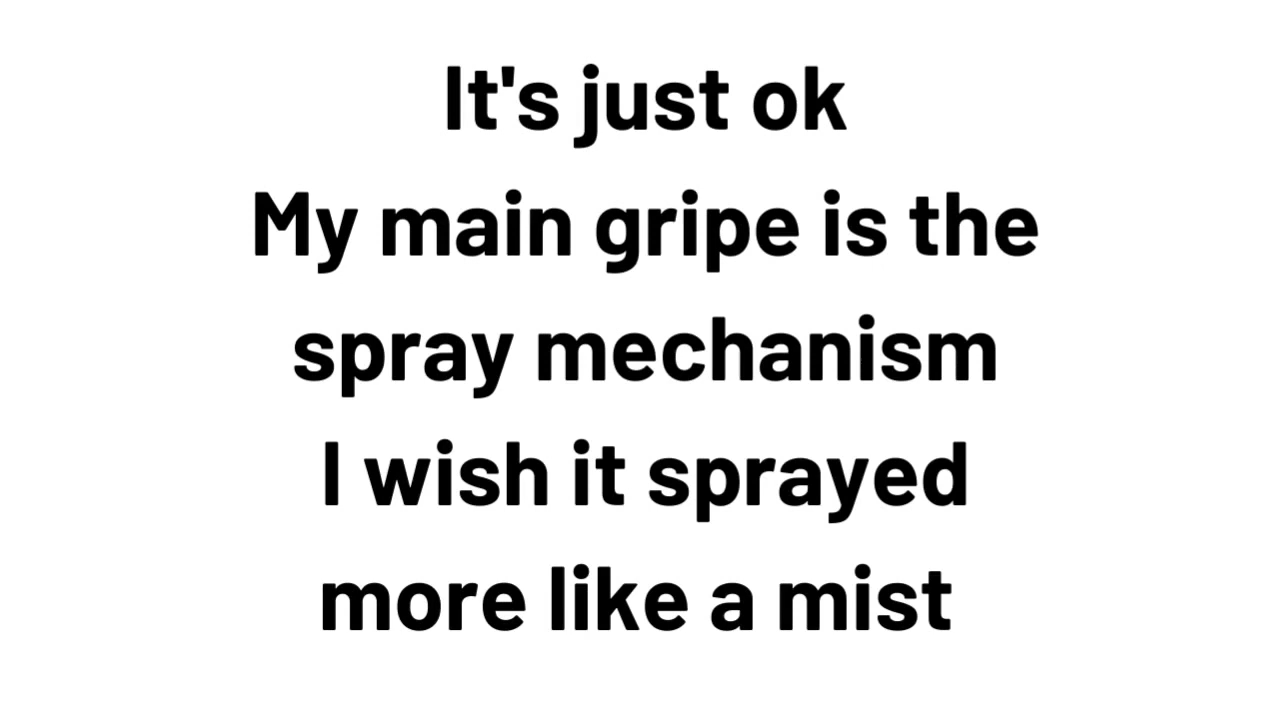 It's just ok
My main gripe is the
spray mechanism
I wish it sprayed
more like a mist